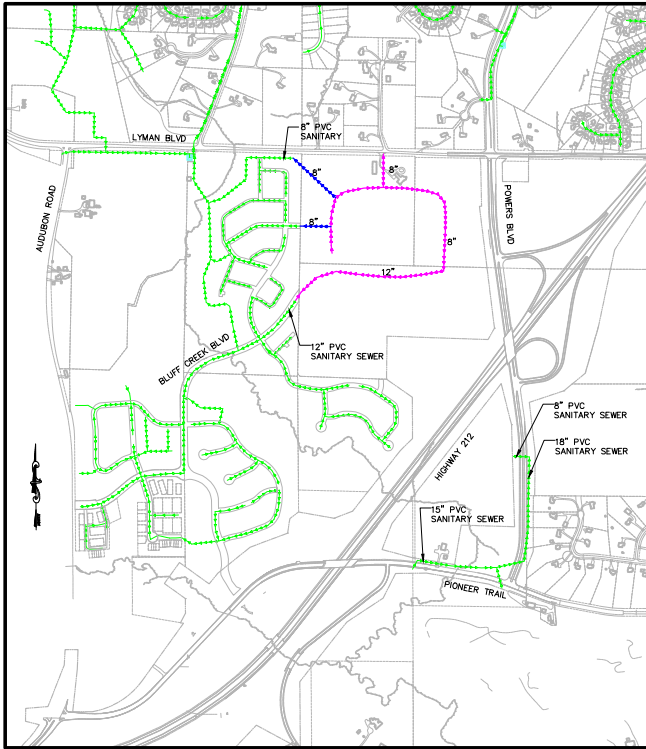 8" PVC
SANITARY
LYMAN BLVD
8"
8"
AUDUBON ROAD
POWERS BLVD
8"
8"
12"
12" PVC
SANITARY SEWER
BLUFF CREEK BLVD
8" PVC
SANITARY SEWER
18" PVC
SANITARY SEWER
HIGHWAY 212
15" PVC
SANITARY SEWER
PIONEER TRAIL